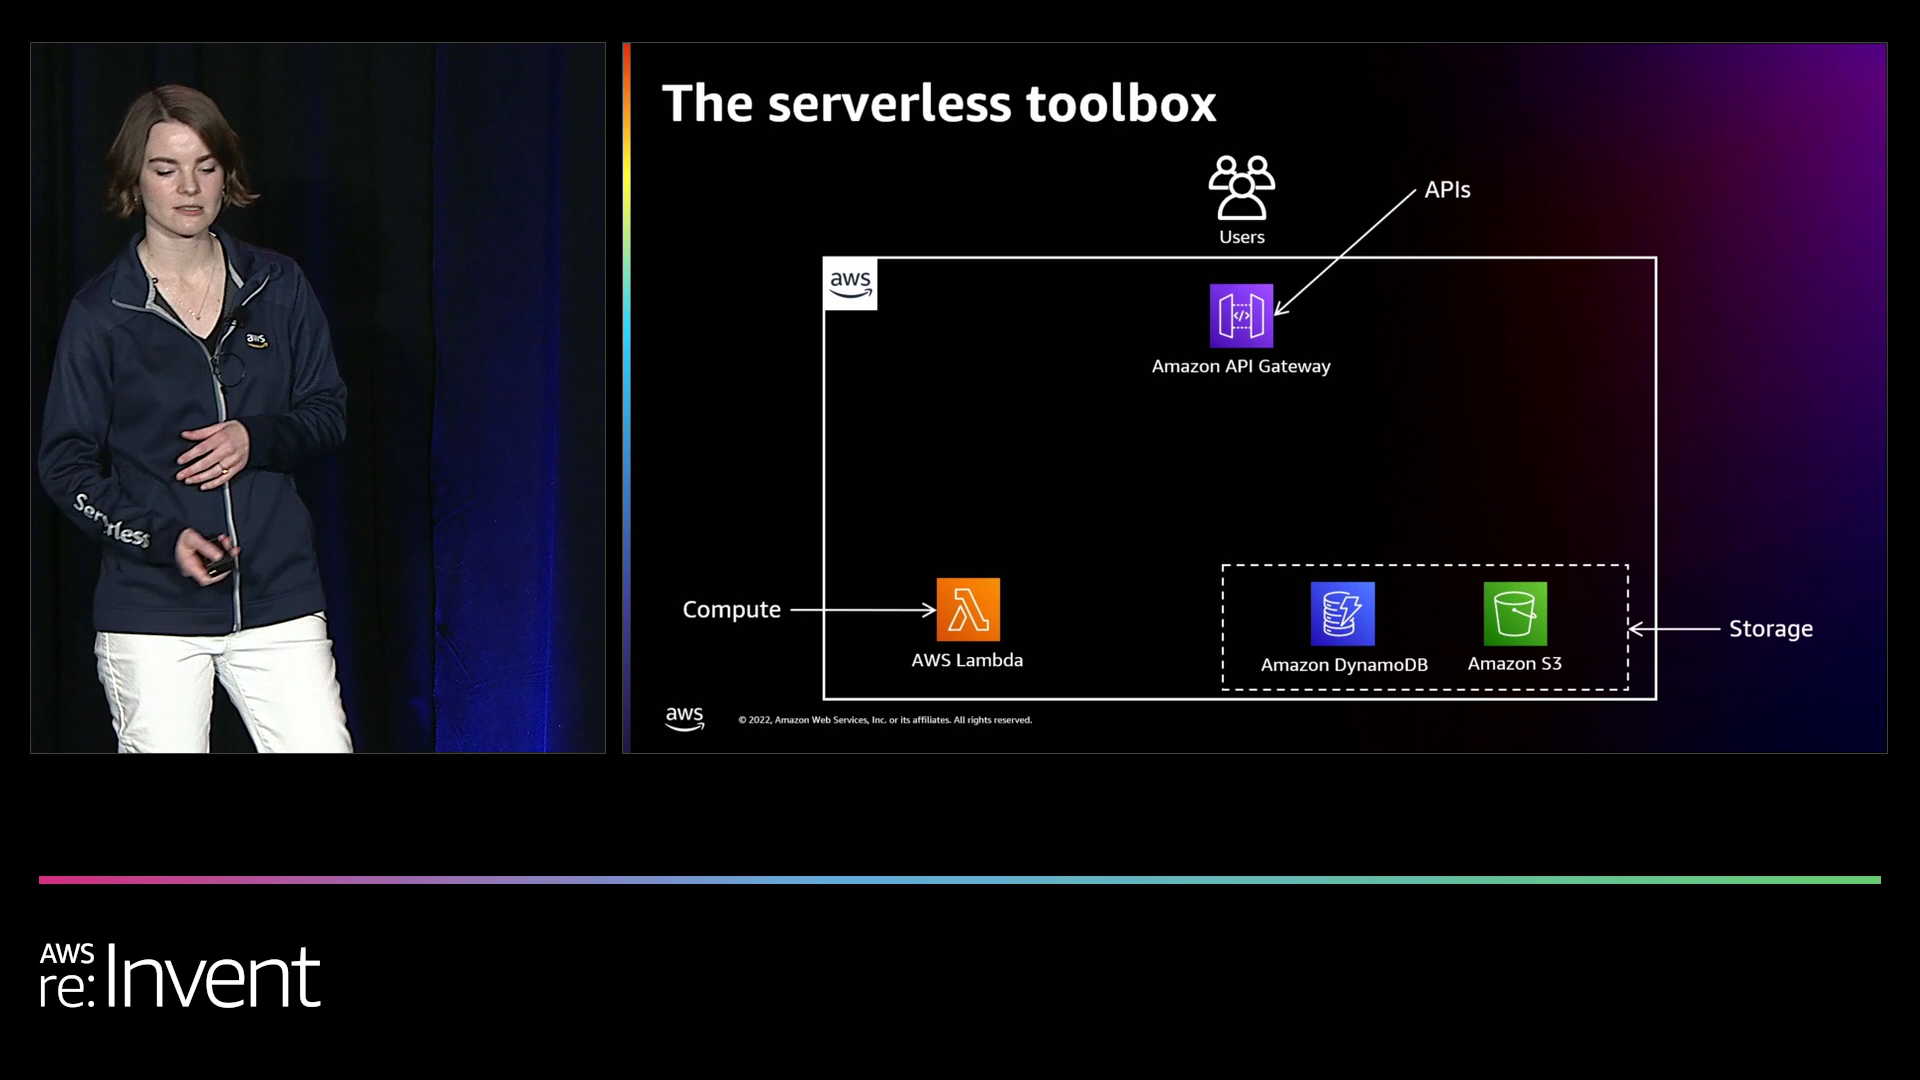 The serverless toolbox
Users
APIs
aws
Amazon API Gateway
aws
Serverless
Compute
AWS Lambda
Amazon DynamoDB
Amazon S3
Storage
aws
© 2022, Amazon Web Services, Inc. or its affiliates. All rights reserved.
AWS
re:Invent